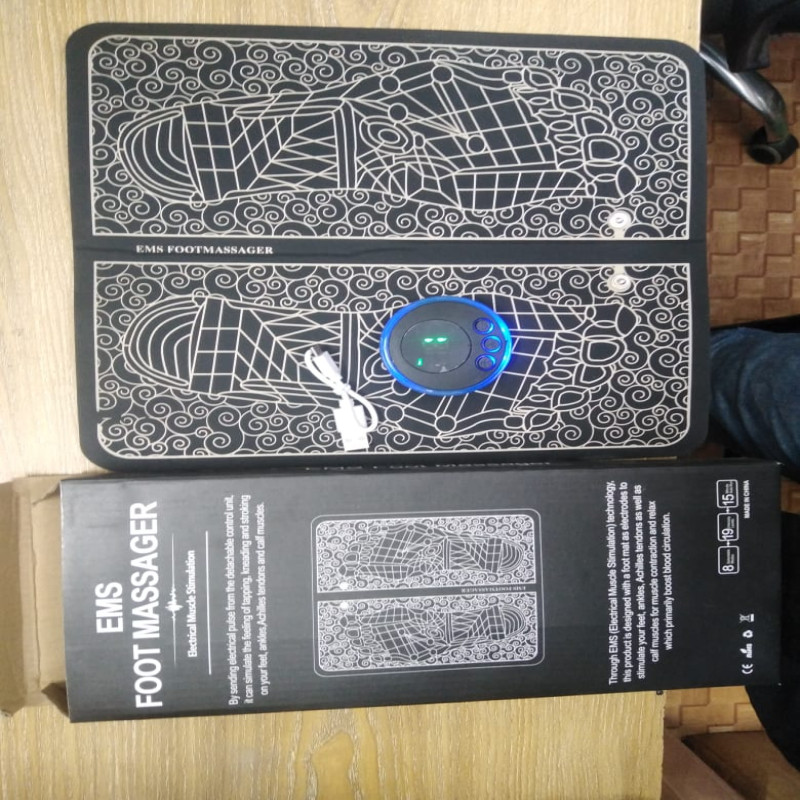 EMS FOOTMASSAGER
EMS
FOOT MASSAGER
Electrical Muscle Stimulation
By sending electrical pulse from the detachable control unit,
it can simulate the feeling of tapping, kneading and stroking
on your feet, ankles,Achilles tendons and calf muscles.
EMS FOOTMASSAGER
Through EMS (Electrical Muscle Stimulation) technology,
this product is designed with a foot mat as electrodes to
stimulate your feet, ankles, Achilles tendons as well as
calf muscles for muscle contraction and relax
which primarily boost blood circulation.
8 +19 +15
MADE IN CHINA
CE RoHS